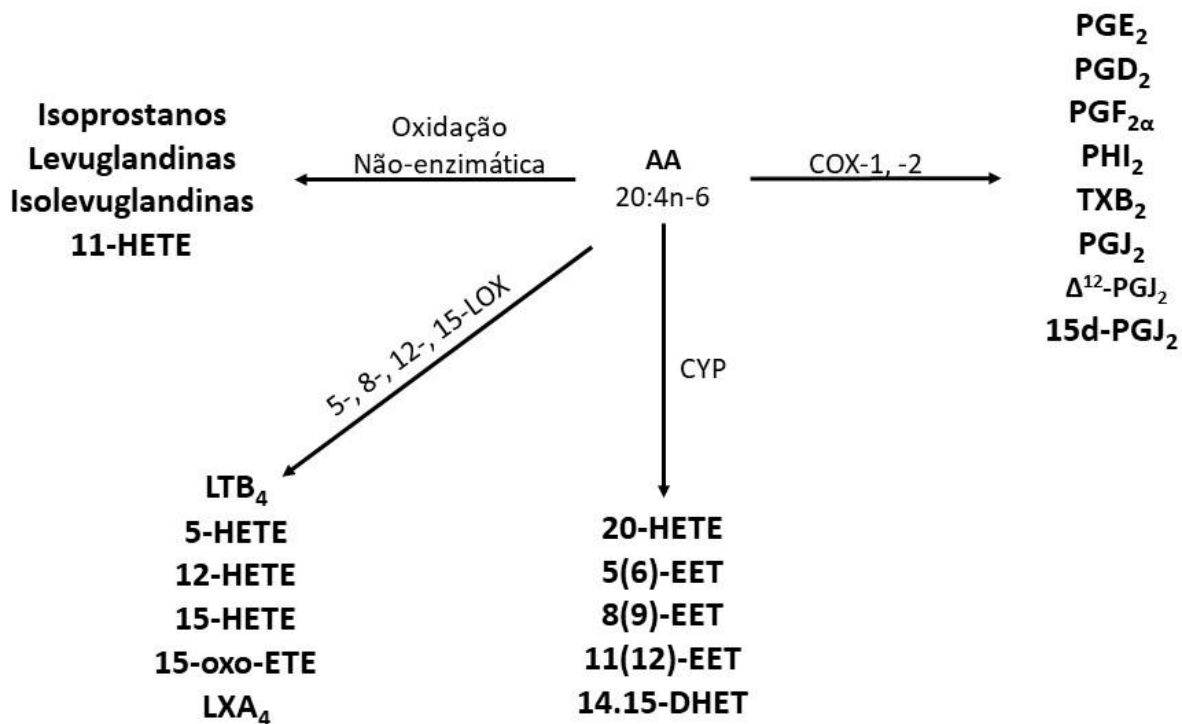 Isoprostanos
Levuglandinas
Isolevuglandinas
11-HETE
Oxidação
Não-enzimática
AA
20:4n-6
COX-1, -2
PGE₂
PGD₂
PGF₂α
PHI₂
TXB₂
PGJ₂
Δ¹²-PGJ₂
15d-PGJ₂
5-, 8-, 12-, 15-LOX
CYP
LTB₄
5-HETE
12-HETE
15-HETE
15-oxo-ETE
LXA₄
20-HETE
5(6)-EET
8(9)-EET
11(12)-EET
14.15-DHET